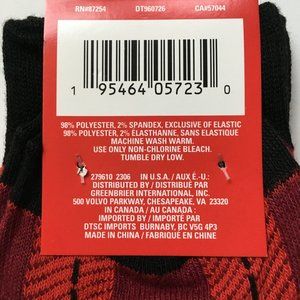 RN#87254 DT960726 CA#57044
1 95464 05723 0
98% POLYESTER, 2% SPANDEX, EXCLUSIVE OF ELASTIC
98% POLYESTER, 2% ÉLASTHANNE, SANS ÉLASTIQUE
MACHINE WASH WARM.
USE ONLY NON-CHLORINE BLEACH.
TUMBLE DRY LOW.
279610 2306 IN U.S.A. / AUX É.U.:
DISTRIBUTED BY / DISTRIBUÉ PAR
GREENBRIER INTERNATIONAL, INC.
500 VOLVO PARKWAY, CHESAPEAKE, VA 23320
IN CANADA / AU CANADA :
IMPORTED BY / IMPORTÉ PAR
DTSC IMPORTS BURNABY, BC V5G 4P3
MADE IN CHINA / FABRIQUÉ EN CHINE